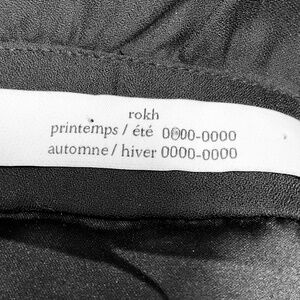 rokh
printemps / été 0000-0000
automne / hiver 0000-0000